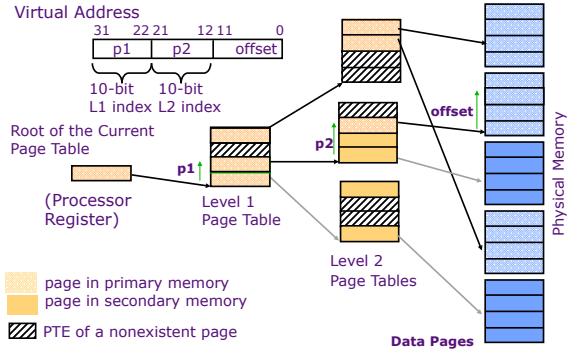 Virtual Address
31 22 21 12 11 0
p1 p2 offset
10-bit
L1 index
10-bit
L2 index
Root of the Current
Page Table
(Processor
Register)
p1
Level 1
Page Table
p2
Level 2
Page Tables
offset
Physical Memory
page in primary memory
page in secondary memory
PTE of a nonexistent page
Data Pages